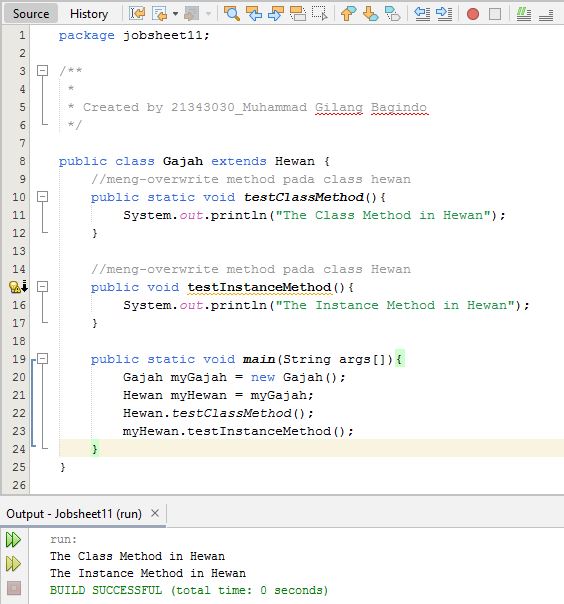 Source History
1 package jobsheet11;
2
3 /**
4 *
5 * Created by 21343030_Muhammad Gilang Bagindo
6 */
7
8 public class Gajah extends Hewan {
9 //meng-overwrite method pada class hewan
10 public static void testClassMethod(){
11 System.out.println("The Class Method in Hewan");
12 }
13
14 //meng-overwrite method pada class Hewan
public void testInstanceMethod(){
16 System.out.println("The Instance Method in Hewan");
17 }
18
19 public static void main(String args[]){
20 Gajah myGajah = new Gajah();
21 Hewan myHewan = myGajah;
22 Hewan.testClassMethod();
23 myHewan.testInstanceMethod();
24 }
25 }
26
Output - Jobsheet11 (run) ×
run:
The Class Method in Hewan
The Instance Method in Hewan
BUILD SUCCESSFUL (total time: 0 seconds)